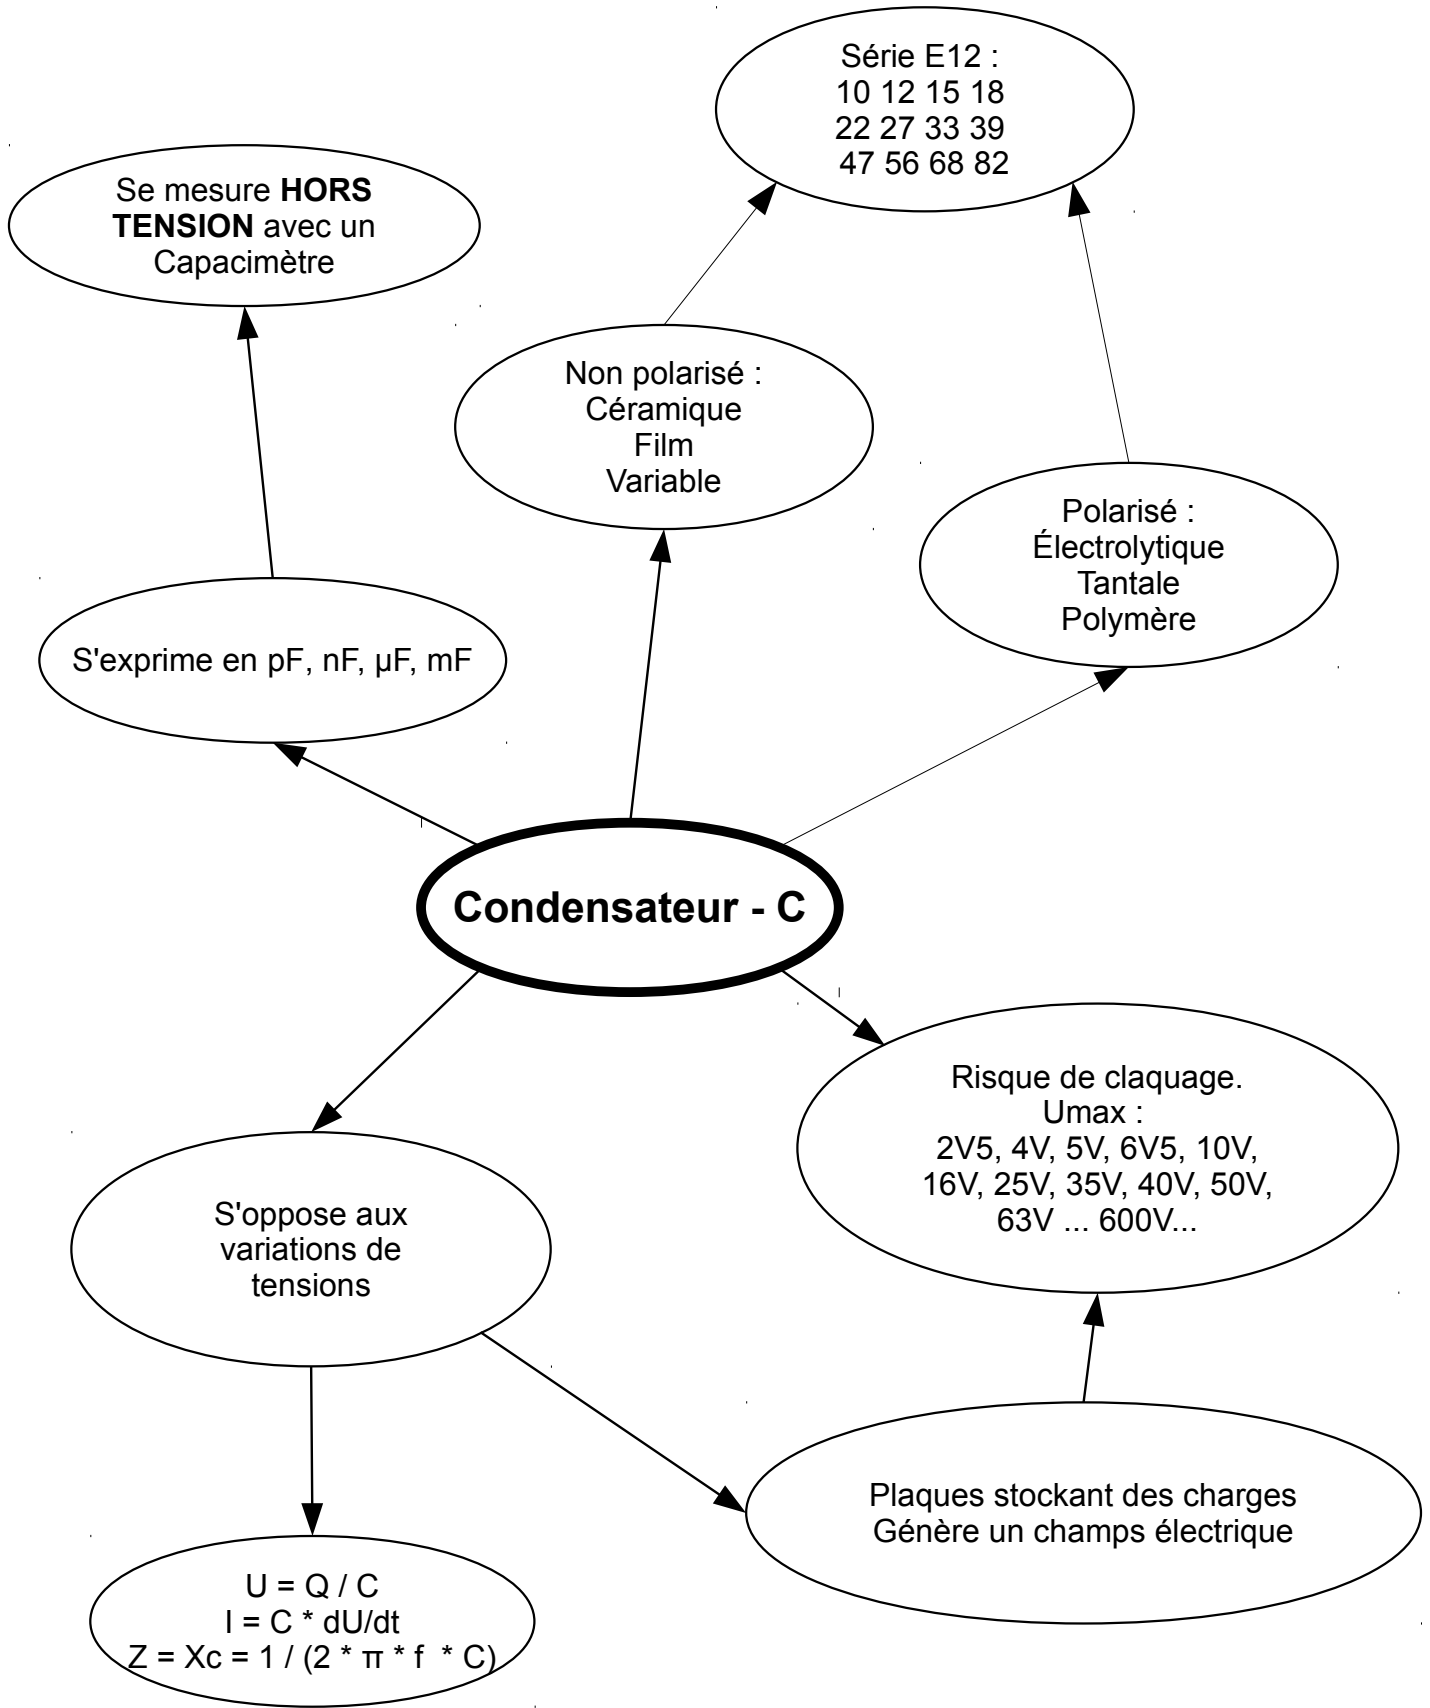 Série E12 :
10 12 15 18
22 27 33 39
47 56 68 82
Se mesure HORS
TENSION avec un
Capacimètre
Non polarisé :
Céramique
Film
Variable
Polarisé :
Électrolytique
Tantale
Polymère
S'exprime en pF, nF, µF, mF
Condensateur - C
Risque de claquage.
Umax :
2V5, 4V, 5V, 6V5, 10V,
16V, 25V, 35V, 40V, 50V,
63V ... 600V...
S'oppose aux
variations de
tensions
Plaques stockant des charges
Génère un champs électrique
U = Q / C
I = C * dU/dt
Z = Xc = 1 / (2 * π * f  * C)